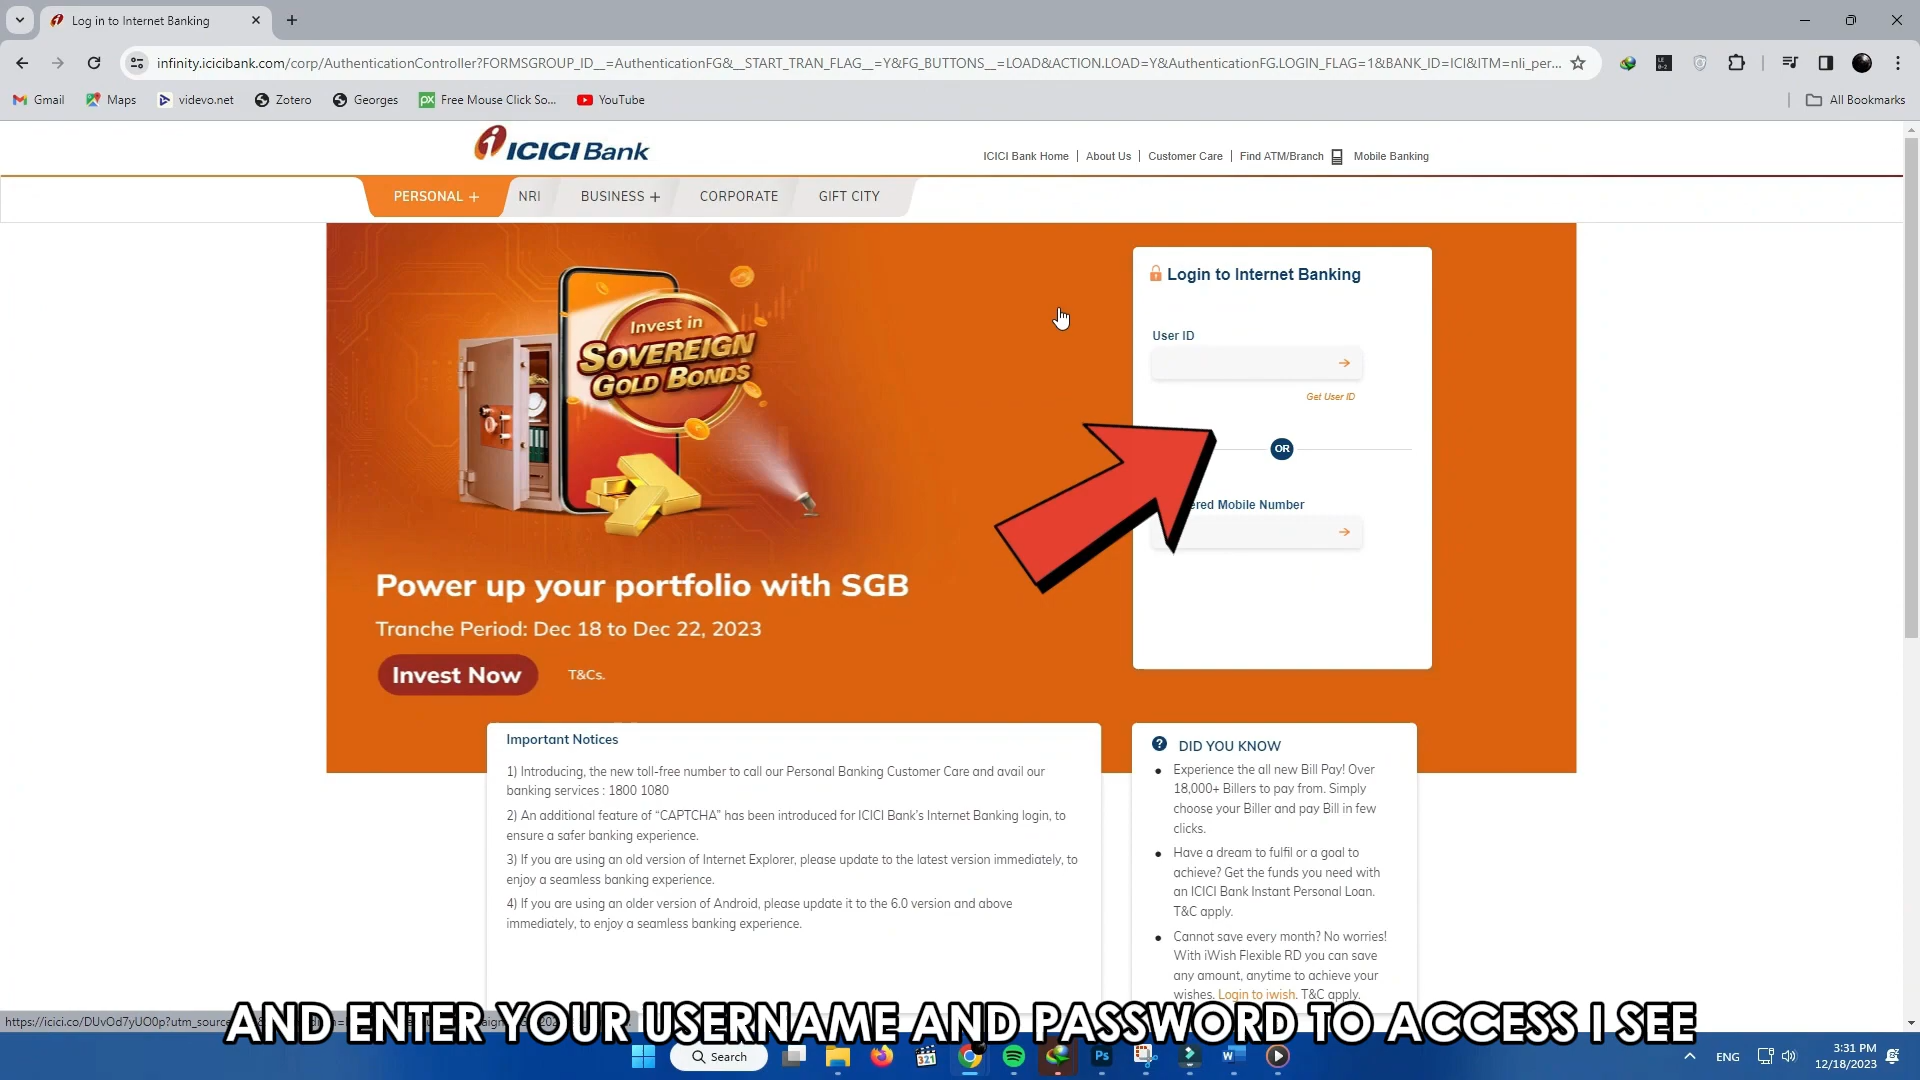 Log in to Internet Banking
infinity.icicibank.com/corp/AuthenticationController?FORMSGROUP_ID__=AuthenticationFG&__START_TRAN_FLAG__=Y&FG_BUTTONS__=LOAD&ACTION.LOAD=Y&AuthenticationFG.LOGIN_FLAG=1&BANK_ID=ICI&ITM=nli_per...
Gmail Maps videvo.net Zotero Georges Free Mouse Click So... YouTube All Bookmarks
ICICI Bank
ICICI Bank Home | About Us | Customer Care | Find ATM/Branch Mobile Banking
PERSONAL + NRI BUSINESS + CORPORATE GIFT CITY
Invest in
SOVEREIGN
GOLD BONDS
Power up your portfolio with SGB
Tranche Period: Dec 18 to Dec 22, 2023
Invest Now T&Cs.
Login to Internet Banking
User ID
Get User ID
OR
ered Mobile Number
Important Notices
1) Introducing, the new toll-free number to call our Personal Banking Customer Care and avail our
banking services : 1800 1080
2) An additional feature of “CAPTCHA” has been introduced for ICICI Bank's Internet Banking login, to
ensure a safer banking experience.
3) If you are using an old version of Internet Explorer, please update to the latest version immediately, to
enjoy a seamless banking experience.
4) If you are using an older version of Android, please update it to the 6.0 version and above
immediately, to enjoy a seamless banking experience.
DID YOU KNOW
Experience the all new Bill Pay! Over
18,000+ Billers to pay from. Simply
choose your Biller and pay Bill in few
clicks.
Have a dream to fulfil or a goal to
achieve? Get the funds you need with
an ICICI Bank Instant Personal Loan.
T&C apply.
Cannot save every month? No worries!
With iWish Flexible RD you can save
any amount, anytime to achieve your
wishes. Login to iwish. T&C apply.
https://icici.co/DUvOd7yUO0p?utm_source
AND ENTER YOUR USERNAME AND PASSWORD TO ACCESS I SEE
Search
ENG
3:31 PM
12/18/2023